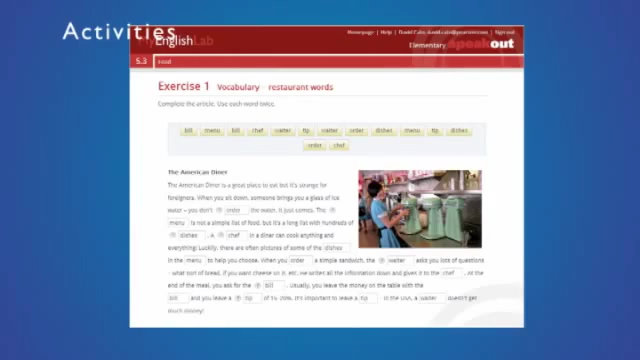 Activities
MyEnglishLab
Homepage | Help | Sign out
Elementary speakout
5.3 Food
Exercise 1 Vocabulary restaurant words
Complete the article. Use each word twice.
bill menu bill chef waiter tip waiter order dishes menu tip dishes
order chef
The American Diner
The American Diner is a great place to eat but it's strange for
foreigners. When you sit down, someone brings you a glass of ice
water – you don't order the water, it just comes. The
menu is not a simple list of food, but it's a long list with hundreds of
dishes . A chef in a diner can cook anything and
everything! Luckily, there are often pictures of some of the dishes
in the menu to help you choose. When you order a simple sandwich, the waiter asks you lots of questions
– what sort of bread, if you want cheese on it, etc. He writes all the information down and gives it to the chef . At the
end of the meal, you ask for the bill . Usually, you leave the money on the table with the
bill and you leave a tip of 15-20%. It's important to leave a tip - in the USA, a waiter doesn't get
much money!